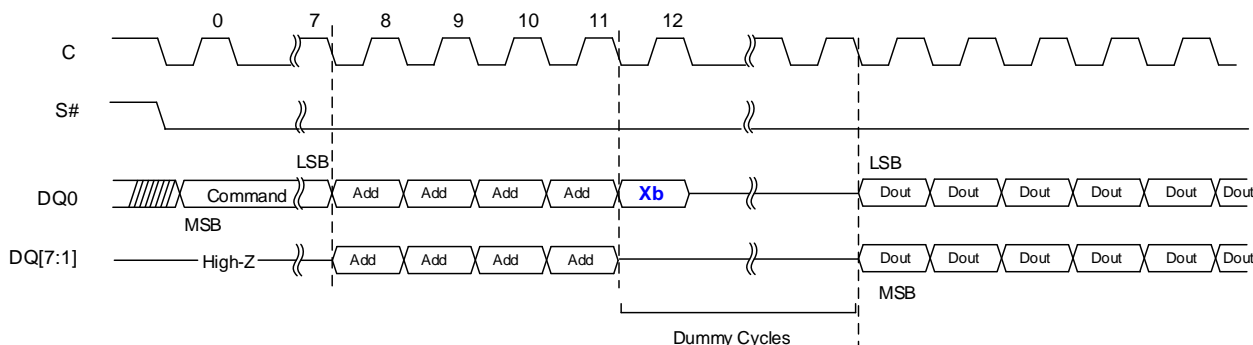 0 7 8 9 10 11 12
C
S#
LSB LSB
DQ0 Command Add Add Add Add Xb Dout Dout Dout Dout Dout Dout
MSB
DQ[7:1] High-Z Add Add Add Add Dout Dout Dout Dout Dout Dout
MSB
Dummy Cycles